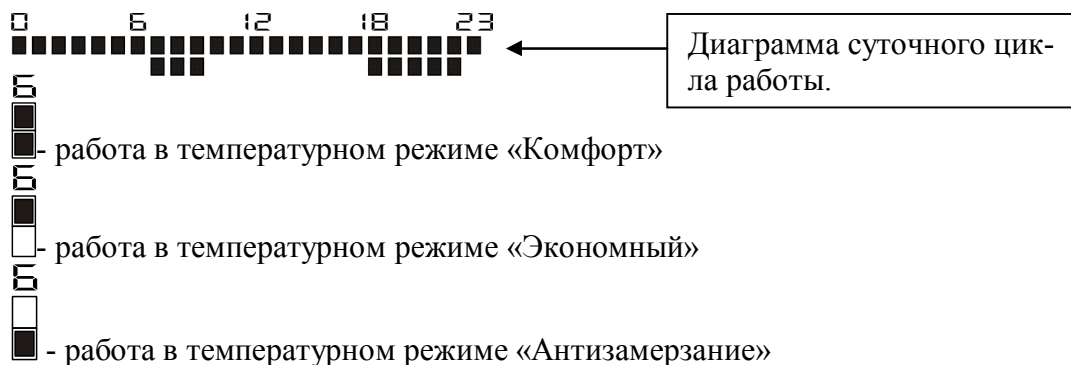 0 6 12 18 23
Диаграмма суточного цик-
ла работы.
6
- работа в температурном режиме «Комфорт»
6
- работа в температурном режиме «Экономный»
6
- работа в температурном режиме «Антизамерзание»